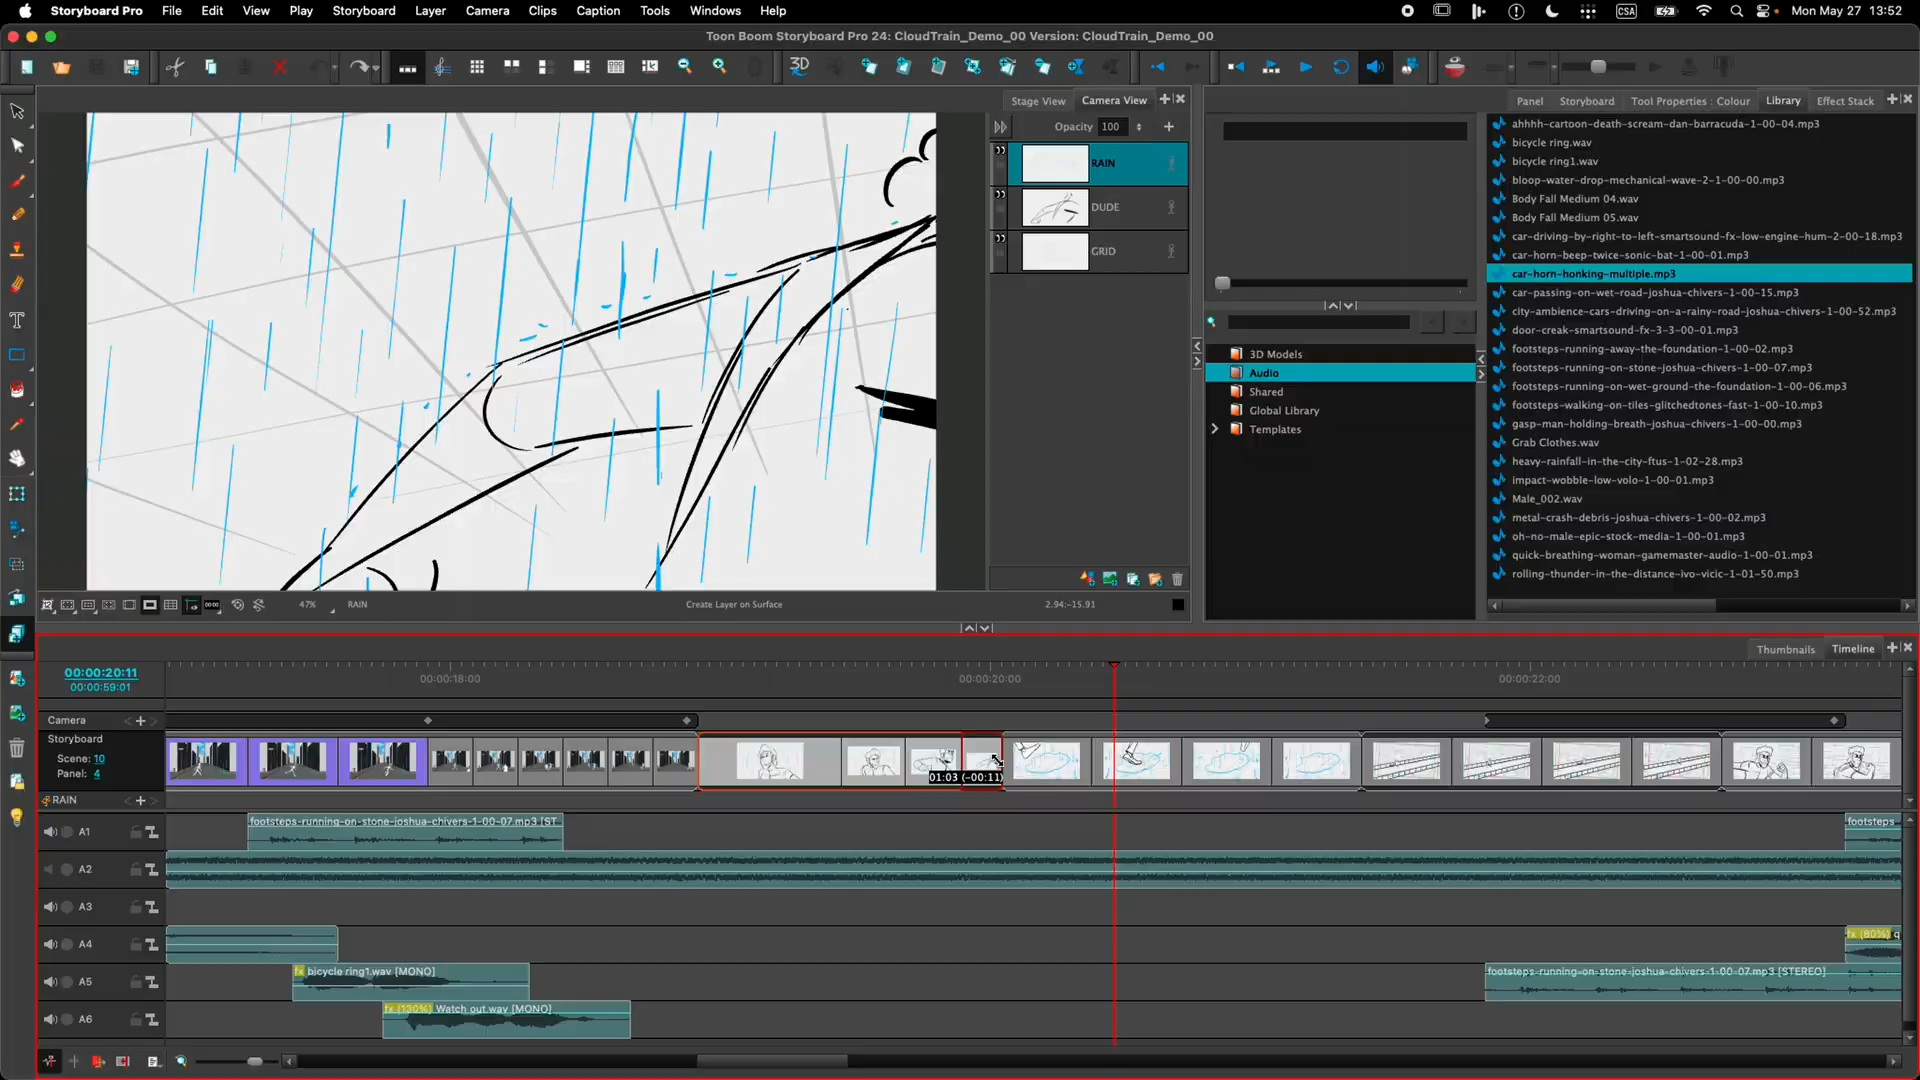 Storyboard Pro File Edit View Play Storyboard Layer Camera Clips Caption Tools Windows Help CSA Mon May 27 13:52
Toon Boom Storyboard Pro 24: CloudTrain_Demo_00 Version: CloudTrain_Demo_00
3D
Stage View Camera View
Panel Storyboard Tool Properties : Colour Library Effect Stack
Opacity 100
RAIN
DUDE
GRID
ahhhh-cartoon-death-scream-dan-barracuda-1-00-04.mp3
bicycle ring.wav
bicycle ring1.wav
bloop-water-drop-mechanical-wave-2-1-00-00.mp3
Body Fall Medium 04.wav
Body Fall Medium 05.wav
car-driving-by-right-to-left-smartsound-fx-low-engine-hum-2-00-18.mp3
car-horn-beep-twice-sonic-bat-1-00-01.mp3
car-horn-honking-multiple.mp3
car-passing-on-wet-road-joshua-chivers-1-00-15.mp3
city-ambience-cars-driving-on-a-rainy-road-joshua-chivers-1-00-52.mp3
door-creak-smartsound-fx-3-3-00-01.mp3
footsteps-running-away-the-foundation-1-00-02.mp3
footsteps-running-on-stone-joshua-chivers-1-00-07.mp3
footsteps-running-on-wet-ground-the-foundation-1-00-06.mp3
footsteps-walking-on-tiles-glitchedtones-fast-1-00-10.mp3
gasp-man-holding-breath-joshua-chivers-1-00-00.mp3
Grab Clothes.wav
heavy-rainfall-in-the-city-ftus-1-02-28.mp3
impact-wobble-low-volo-1-00-01.mp3
Male_002.wav
metal-crash-debris-joshua-chivers-1-00-02.mp3
oh-no-male-epic-stock-media-1-00-01.mp3
quick-breathing-woman-gamemaster-audio-1-00-01.mp3
rolling-thunder-in-the-distance-ivo-vicic-1-01-50.mp3
3D Models
Audio
Shared
Global Library
Templates
47% RAIN Create Layer on Surface 2.94:-15.91
Thumbnails Timeline
00:00:20:11
00:00:59:01
00:00:18:00 00:00:20:00 00:00:22:00
Camera
Storyboard
Scene: 10
Panel: 4
01:03 (-00:11)
RAIN
A1 footsteps-running-on-stone-joshua-chivers-1-00-07.mp3 [ST footsteps
A2
A3
A4 fx (80%) q
A5 fx bicycle ring1.wav [MONO] footsteps-running-on-stone-joshua-chivers-1-00-07.mp3 [STEREO]
A6 fx (130%) Watch out.wav [MONO]